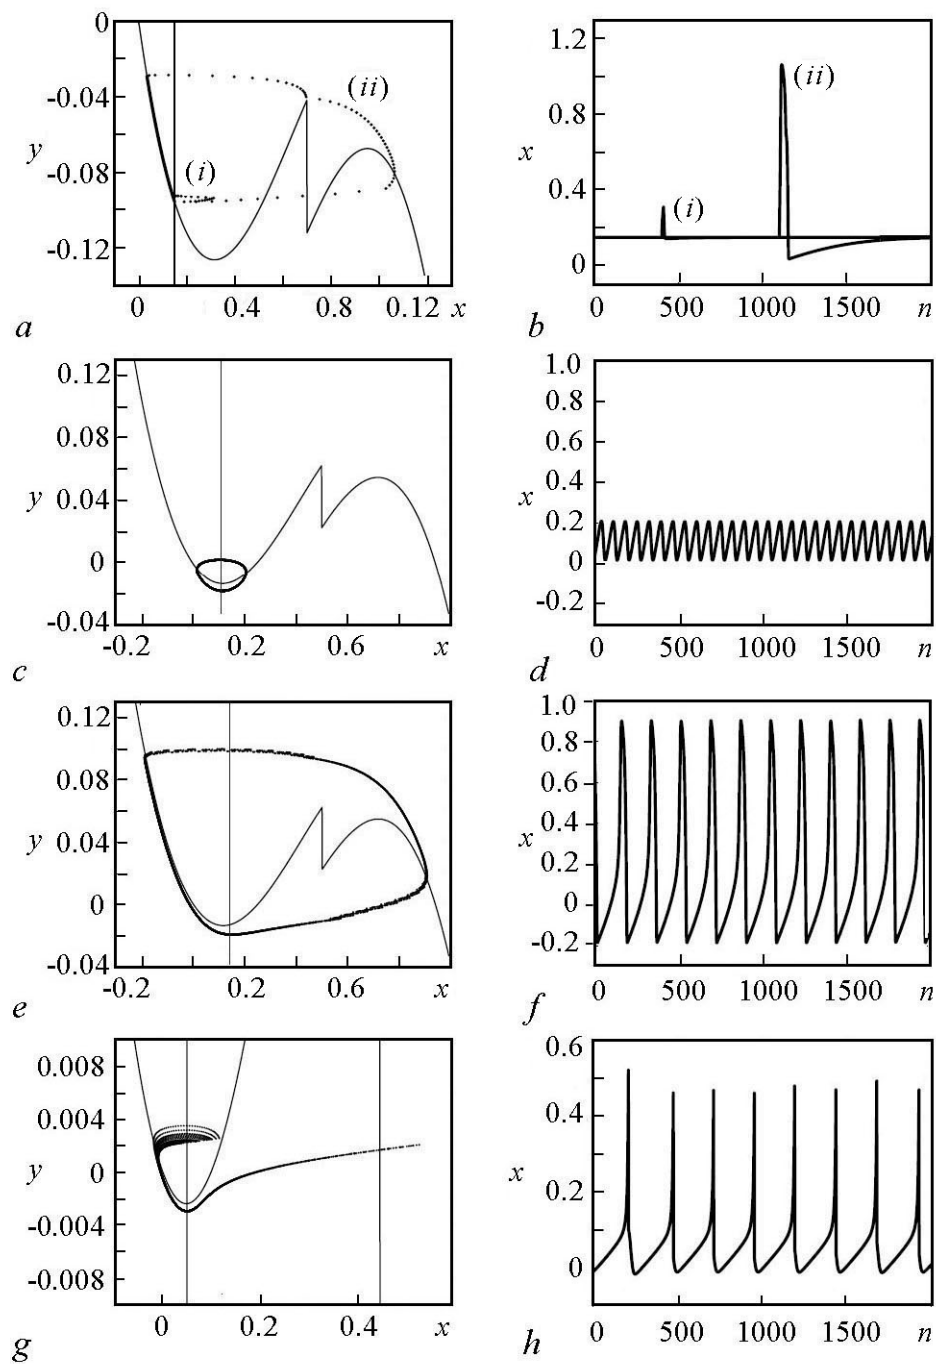 0
-0.04
y
-0.08
-0.12
(i)
(ii)
0 0.4 0.8 0.12 x
a
1.2
0.8
x
0.4
0
(i)
(ii)
0 500 1000 1500 n
b
0.12
0.08
y 0.04
0
-0.04
-0.2 0.2 0.6 x
c
1.0
0.8
0.6
x 0.4
0.2
0
-0.2
0 500 1000 1500 n
d
0.12
0.08
y 0.04
0
-0.04
-0.2 0.2 0.6 x
e
1.0
0.8
0.6
x 0.4
0.2
0
-0.2
0 500 1000 1500 n
f
0.008
0.004
y 0
-0.004
-0.008
0 0.2 0.4 x
g
0.6
0.4
x 0.2
0
0 500 1000 1500 n
h